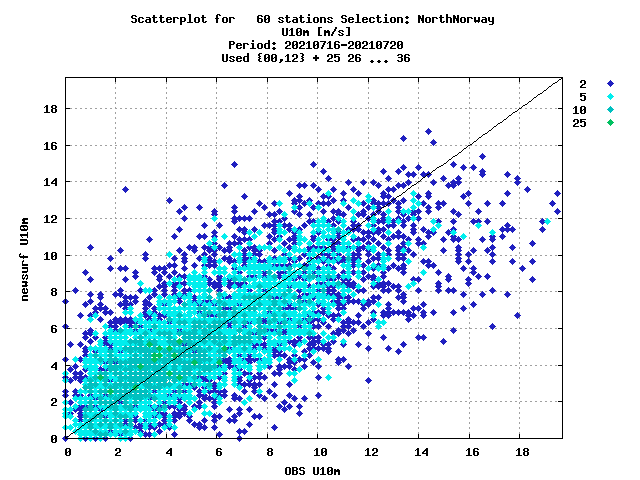 Scatterplot for   60 stations Selection: NorthNorway
U10m [m/s]
Period: 20210716-20210720
Used {00,12} + 25 26 ... 36
2
5
10
25
newsurf U10m
18
16
14
12
10
8
6
4
2
0
0 2 4 6 8 10 12 14 16 18
OBS U10m